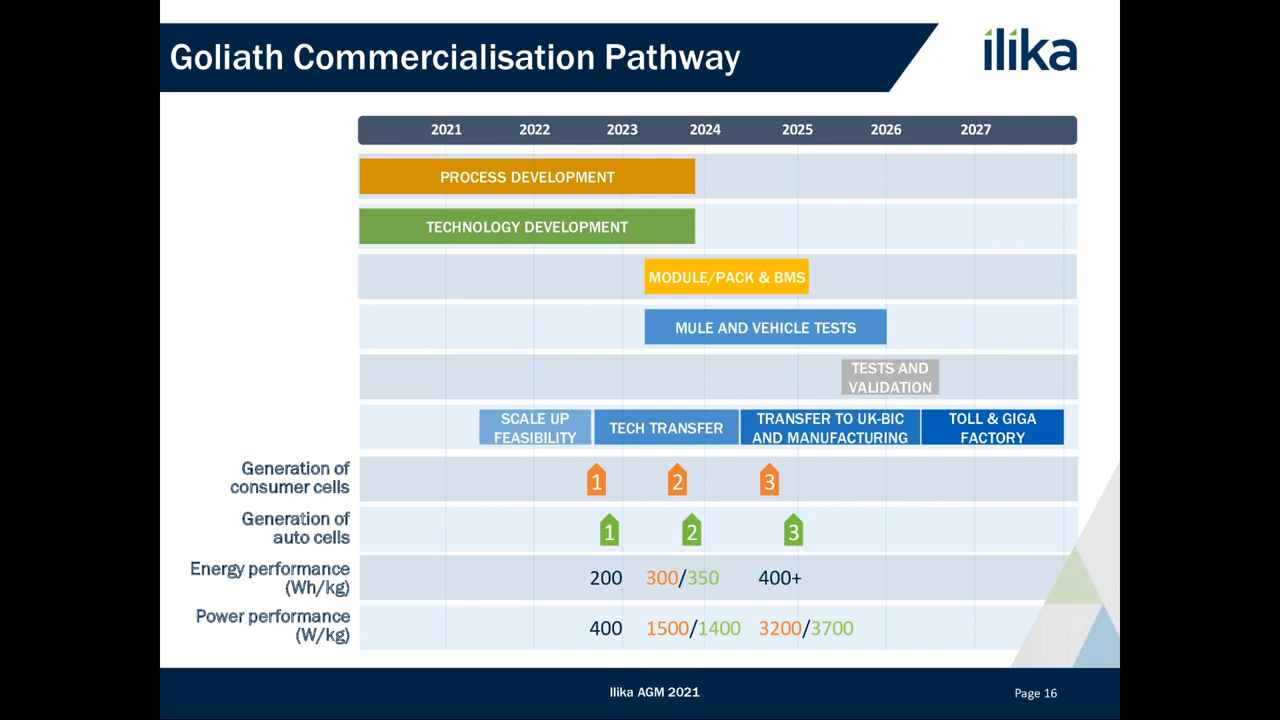 Goliath Commercialisation Pathway
ilika
2021 2022 2023 2024 2025 2026 2027
PROCESS DEVELOPMENT
TECHNOLOGY DEVELOPMENT
MODULE/PACK & BMS
MULE AND VEHICLE TESTS
TESTS AND
VALIDATION
SCALE UP
FEASIBILITY
TECH TRANSFER
TRANSFER TO UK-BIC
AND MANUFACTURING
TOLL & GIGA
FACTORY
Generation of
consumer cells
1 2 3
Generation of
auto cells
1 2 3
Energy performance
(Wh/kg)
200 300/350 400+
Power performance
(W/kg)
400 1500/1400 3200/3700
Ilika AGM 2021
Page 16